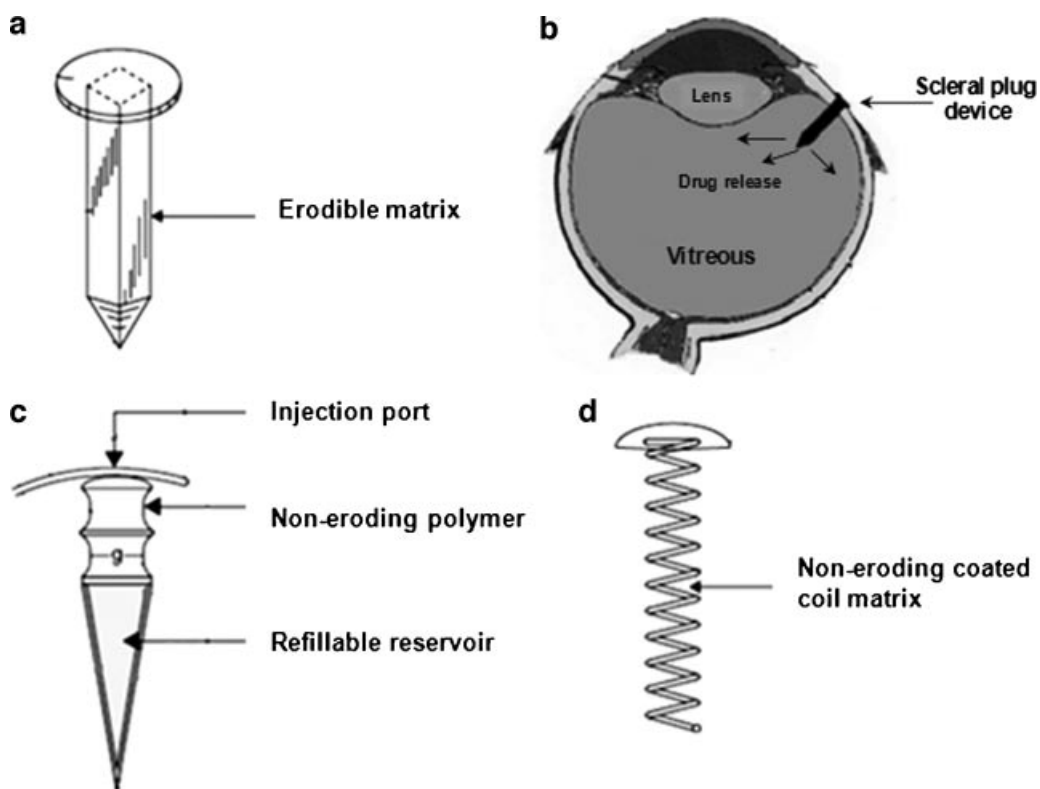 a
Erodible matrix
b
Lens
Scleral plug
device
Drug release
Vitreous
c
Injection port
Non-eroding polymer
g
Refillable reservoir
d
Non-eroding coated
coil matrix